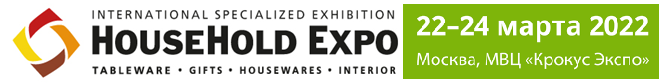 INTERNATIONAL SPECIALIZED EXHIBITION
HOUSEHOLD EXPO
TABLEWARE • GIFTS • HOUSEWARES • INTERIOR
22–24 марта 2022
Москва, МВЦ «Крокус Экспо»